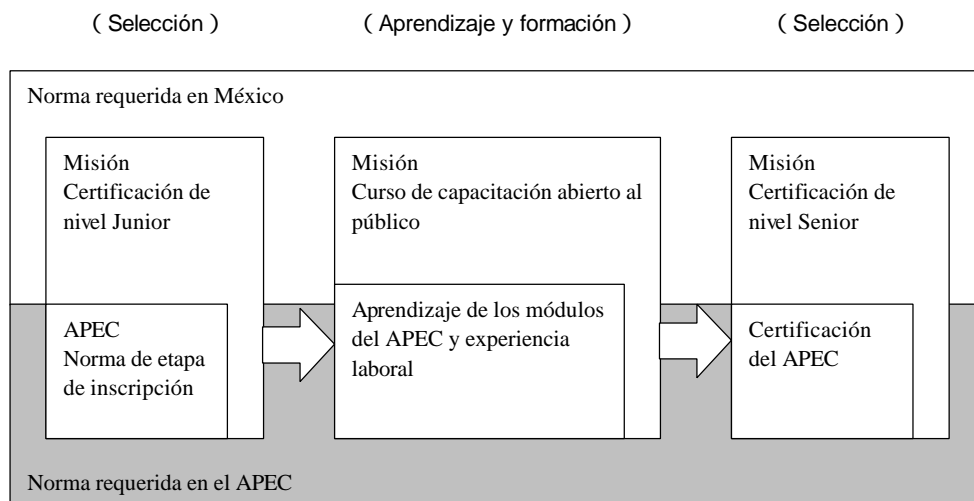 ( Selección )
( Aprendizaje y formación )
( Selección )
Norma requerida en México
Misión
Certificación de
nivel Junior
Misión
Curso de capacitación abierto al
público
Misión
Certificación de
nivel Senior
APEC
Norma de etapa
de inscripción
Aprendizaje de los módulos
del APEC y experiencia
laboral
Certificación
del APEC
Norma requerida en el APEC